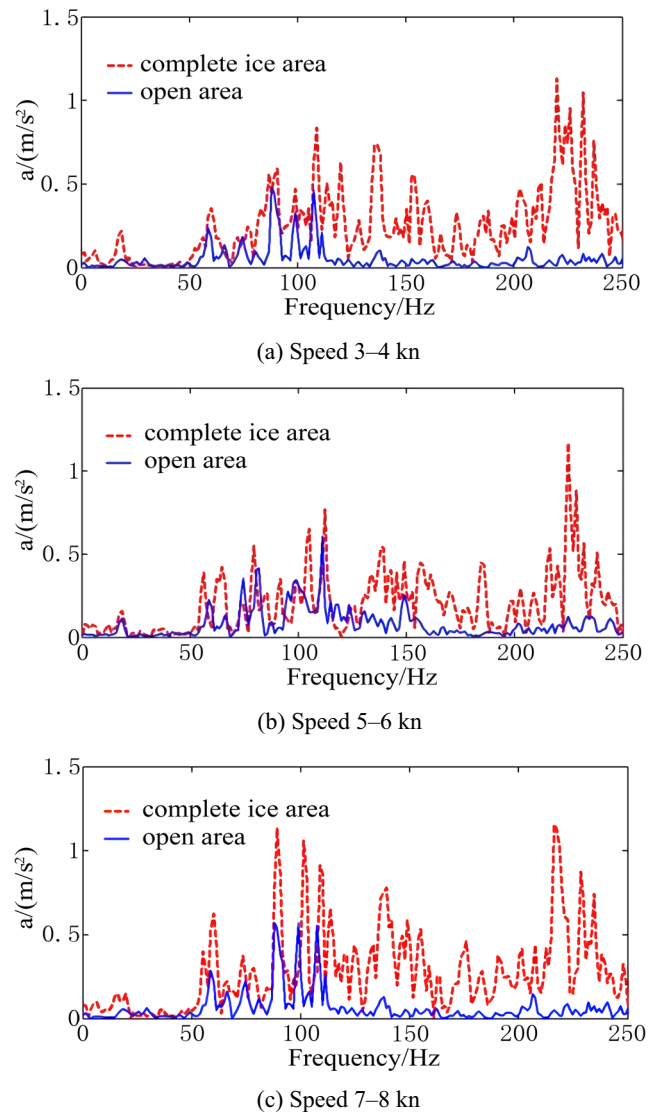 1.5
complete ice area
open area
1
a/(m/s²)
0.5
0
0 50 100 150 200 250
Frequency/Hz
(a) Speed 3–4 kn
1.5
complete ice area
open area
1
a/(m/s²)
0.5
0
0 50 100 150 200 250
Frequency/Hz
(b) Speed 5–6 kn
1.5
complete ice area
open area
1
a/(m/s²)
0.5
0
0 50 100 150 200 250
Frequency/Hz
(c) Speed 7–8 kn